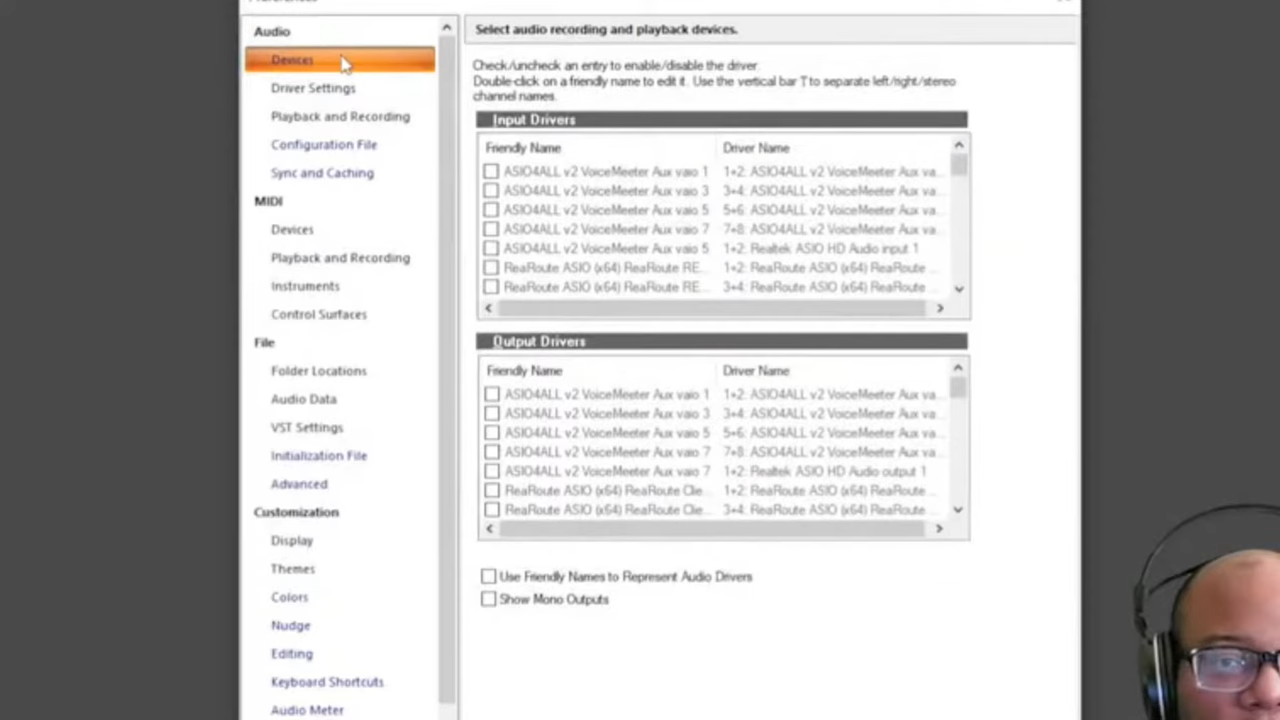 Preferences
Audio
Devices
Driver Settings
Playback and Recording
Configuration File
Sync and Caching
MIDI
Devices
Playback and Recording
Instruments
Control Surfaces
File
Folder Locations
Audio Data
VST Settings
Initialization File
Advanced
Customization
Display
Themes
Colors
Nudge
Editing
Keyboard Shortcuts
Audio Meter
Select audio recording and playback devices.
Check/uncheck an entry to enable/disable the driver.
Double-click on a friendly name to edit it. Use the vertical bar '|' to separate left/right/stereo
channel names.
Input Drivers
Friendly Name Driver Name
ASIO4ALL v2 VoiceMeeter Aux vaio 1 1+2: ASIO4ALL v2 VoiceMeeter Aux va...
ASIO4ALL v2 VoiceMeeter Aux vaio 3 3+4: ASIO4ALL v2 VoiceMeeter Aux va...
ASIO4ALL v2 VoiceMeeter Aux vaio 5 5+6: ASIO4ALL v2 VoiceMeeter Aux va...
ASIO4ALL v2 VoiceMeeter Aux vaio 7 7+8: ASIO4ALL v2 VoiceMeeter Aux va...
ASIO4ALL v2 VoiceMeeter Aux vaio 5 1+2: Realtek ASIO HD Audio input 1
ReaRoute ASIO (x64) ReaRoute RE... 1+2: ReaRoute ASIO (x64) ReaRoute ...
ReaRoute ASIO (x64) ReaRoute RE... 3+4: ReaRoute ASIO (x64) ReaRoute ...
Output Drivers
Friendly Name Driver Name
ASIO4ALL v2 VoiceMeeter Aux vaio 1 1+2: ASIO4ALL v2 VoiceMeeter Aux va...
ASIO4ALL v2 VoiceMeeter Aux vaio 3 3+4: ASIO4ALL v2 VoiceMeeter Aux va...
ASIO4ALL v2 VoiceMeeter Aux vaio 5 5+6: ASIO4ALL v2 VoiceMeeter Aux va...
ASIO4ALL v2 VoiceMeeter Aux vaio 7 7+8: ASIO4ALL v2 VoiceMeeter Aux va...
ASIO4ALL v2 VoiceMeeter Aux vaio 7 1+2: Realtek ASIO HD Audio output 1
ReaRoute ASIO (x64) ReaRoute Clie... 1+2: ReaRoute ASIO (x64) ReaRoute ...
ReaRoute ASIO (x64) ReaRoute Clie... 3+4: ReaRoute ASIO (x64) ReaRoute ...
Use Friendly Names to Represent Audio Drivers
Show Mono Outputs